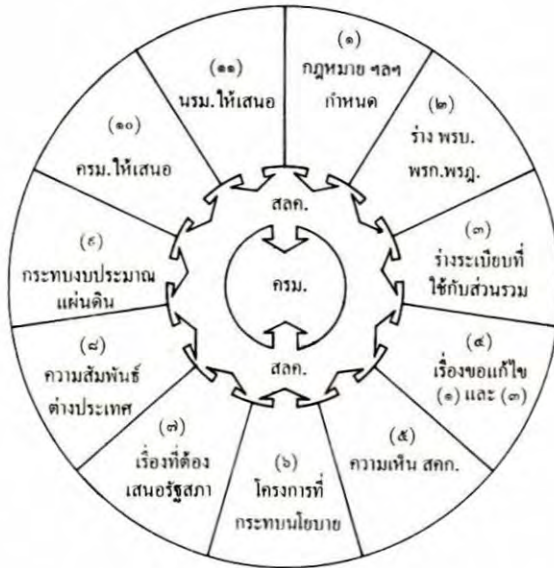 (๑)
กฎหมาย ฯลฯ
กำหนด
(๒)
ร่าง พรบ.
พรก.พรฎ.
(๓)
ร่างระเบียบที่
ใช้กับส่วนรวม
(๔)
เรื่องขอแก้ไข
(๑) และ (๓)
(๕)
ความเห็น สคก.
(๖)
โครงการที่
กระทบนโยบาย
(๗)
เรื่องที่ต้อง
เสนอรัฐสภา
(๘)
ความสัมพันธ์
ต่างประเทศ
(๙)
กระทบงบประมาณ
แผ่นดิน
(๑๐)
ครม.ให้เสนอ
(๑๑)
นรม.ให้เสนอ
สลค.
ครม.
สลค.